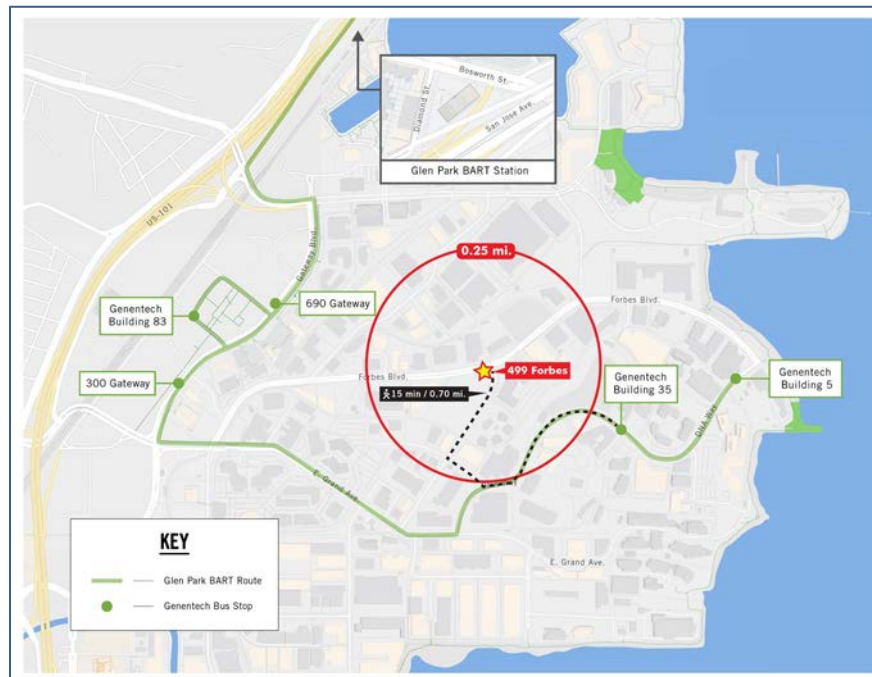 Bosworth St.
Diamond St.
San Jose Ave.
Glen Park BART Station
US-101
Gateway Blvd.
0.25 mi.
690 Gateway
Genentech
Building 83
Forbes Blvd.
300 Gateway
Forbes Blvd.
499 Forbes
15 min / 0.70 mi.
Genentech
Building 35
Genentech
Building 5
DNA Way
E. Grand Ave.
E. Grand Ave.
KEY
Glen Park BART Route
Genentech Bus Stop